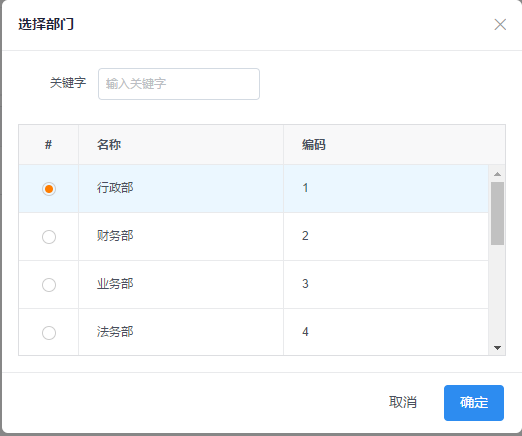 选择部门
关键字 输入关键字
# 名称 编码
行政部 1
财务部 2
业务部 3
法务部 4
取消 确定